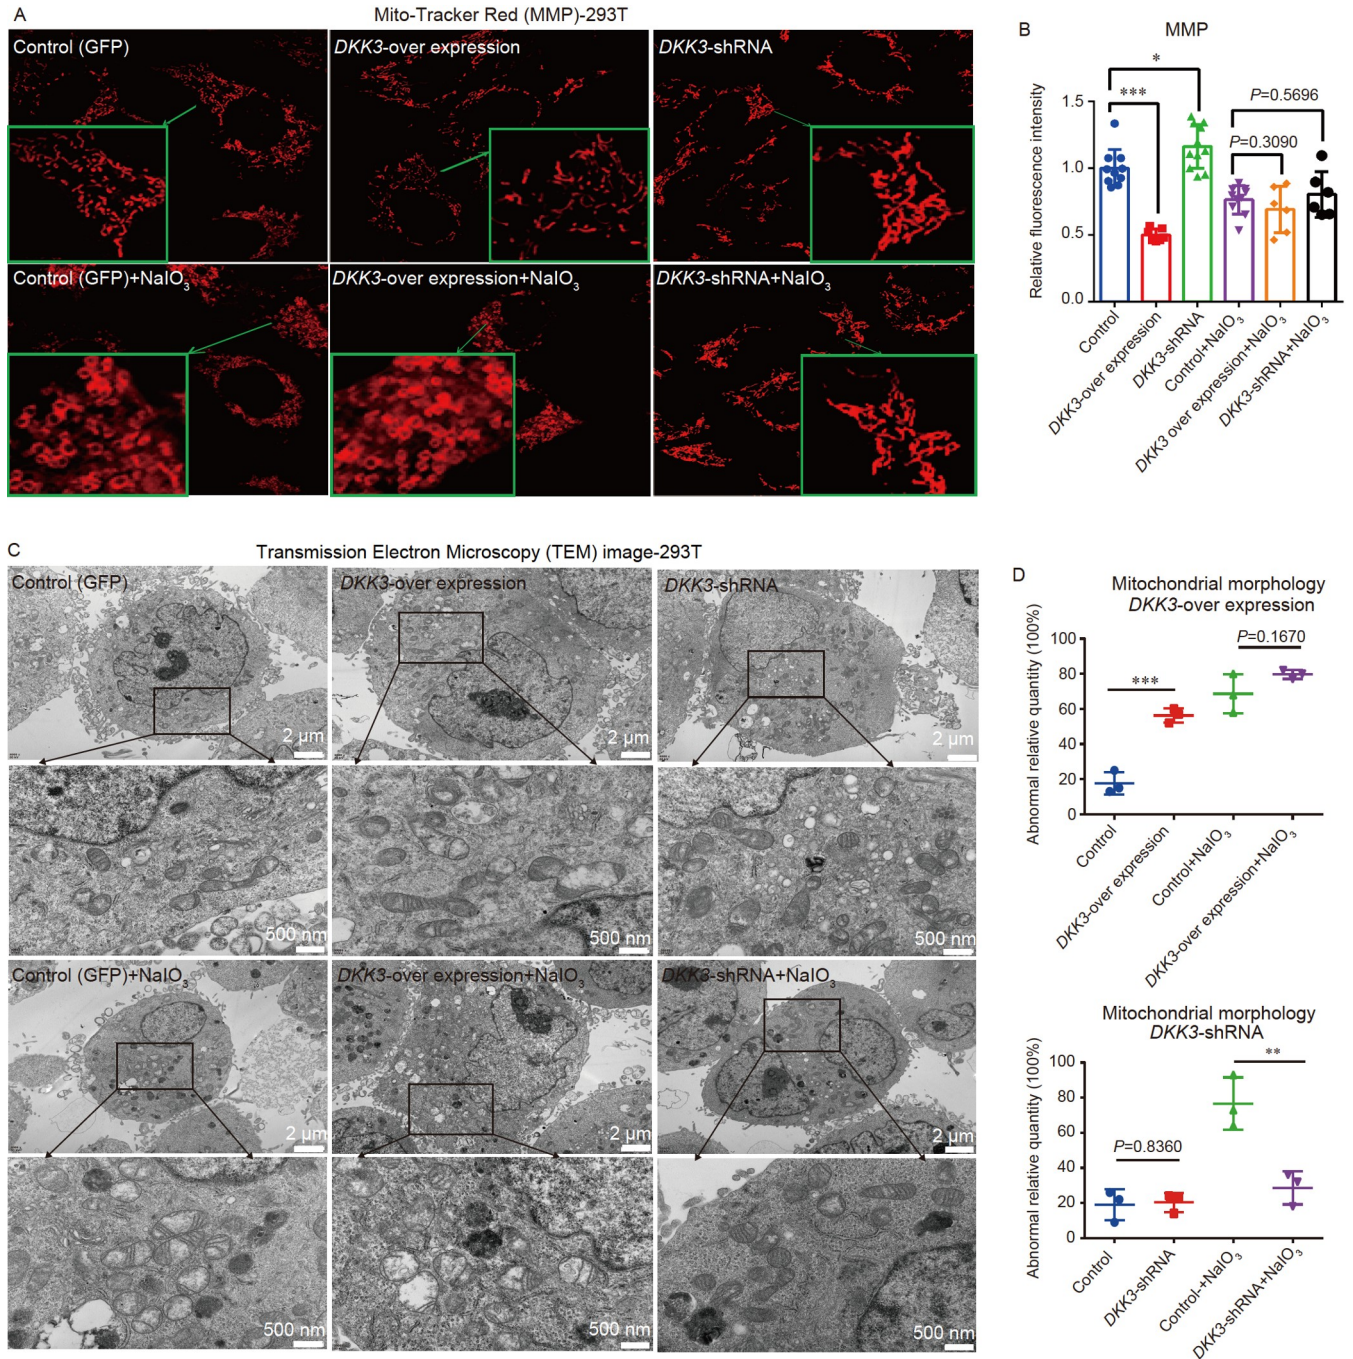 A
Mito-Tracker Red (MMP)-293T
Control (GFP)
DKK3-over expression
DKK3-shRNA
Control (GFP)+NaIO3
DKK3-over expression+NaIO3
DKK3-shRNA+NaIO3
B
MMP
Relative fluorescence intensity
1.5
1.0
0.5
0.0
*
***
P=0.5696
P=0.3090
Control
DKK3-over expression
DKK3-shRNA
Control+NaIO3
DKK3 over expression+NaIO3
DKK3-shRNA+NaIO3
C
Transmission Electron Microscopy (TEM) image-293T
Control (GFP)
DKK3-over expression
DKK3-shRNA
2 μm
2 μm
2 μm
500 nm
500 nm
500 nm
Control (GFP)+NaIO3
DKK3-over expression+NaIO3
DKK3-shRNA+NaIO3
2 μm
2 μm
2 μm
500 nm
500 nm
500 nm
D
Mitochondrial morphology
DKK3-over expression
Abnormal relative quantity (100%)
100
80
60
40
20
0
***
P=0.1670
Control
DKK3-over expression
Control+NaIO3
DKK3-over expression+NaIO3
Mitochondrial morphology
DKK3-shRNA
Abnormal relative quantity (100%)
100
80
60
40
20
0
P=0.8360
**
Control
DKK3-shRNA
Control-+NaIO3
DKK3-shRNA+NaIO3